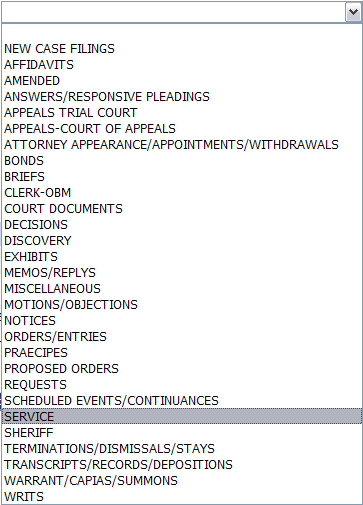 NEW CASE FILINGS
AFFIDAVITS
AMENDED
ANSWERS/RESPONSIVE PLEADINGS
APPEALS TRIAL COURT
APPEALS-COURT OF APPEALS
ATTORNEY APPEARANCE/APPOINTMENTS/WITHDRAWALS
BONDS
BRIEFS
CLERK-OBM
COURT DOCUMENTS
DECISIONS
DISCOVERY
EXHIBITS
MEMOS/REPLYS
MISCELLANEOUS
MOTIONS/OBJECTIONS
NOTICES
ORDERS/ENTRIES
PRAECIPES
PROPOSED ORDERS
REQUESTS
SCHEDULED EVENTS/CONTINUANCES
SERVICE
SHERIFF
TERMINATIONS/DISMISSALS/STAYS
TRANSCRIPTS/RECORDS/DEPOSITIONS
WARRANT/CAPIAS/SUMMONS
WRITS